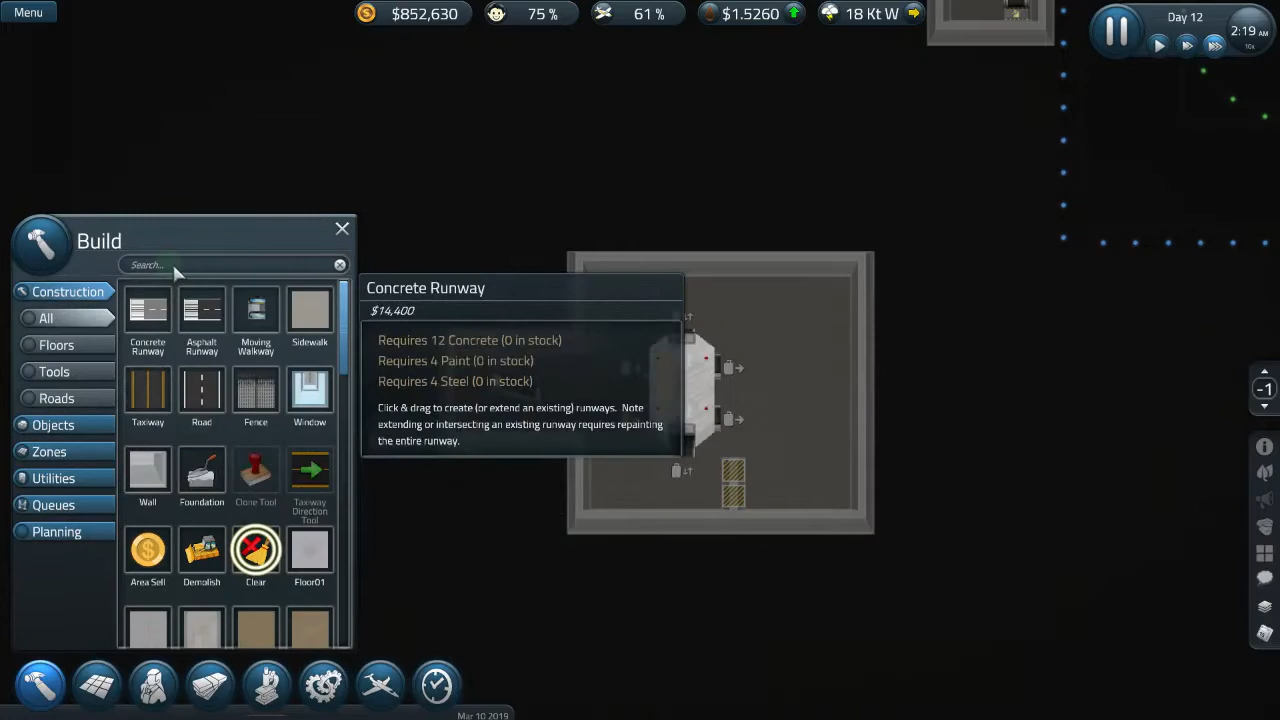 Menu
$852,630
75 %
61 %
$1.5260
18 Kt W
Day 12
2:19 AM
10x
Build
Search...
Construction
All
Floors
Tools
Roads
Objects
Zones
Utilities
Queues
Planning
Concrete Runway
Asphalt Runway
Moving Walkway
Sidewalk
Taxiway
Road
Fence
Window
Wall
Foundation
Clone Tool
Taxiway Direction Tool
Area Sell
Demolish
Clear
Floor01
Concrete Runway
$14,400
Requires 12 Concrete (0 in stock)
Requires 4 Paint (0 in stock)
Requires 4 Steel (0 in stock)
Click & drag to create (or extend an existing) runways. Note
extending or intersecting an existing runway requires repainting
the entire runway.
-1
Mar 10 2019